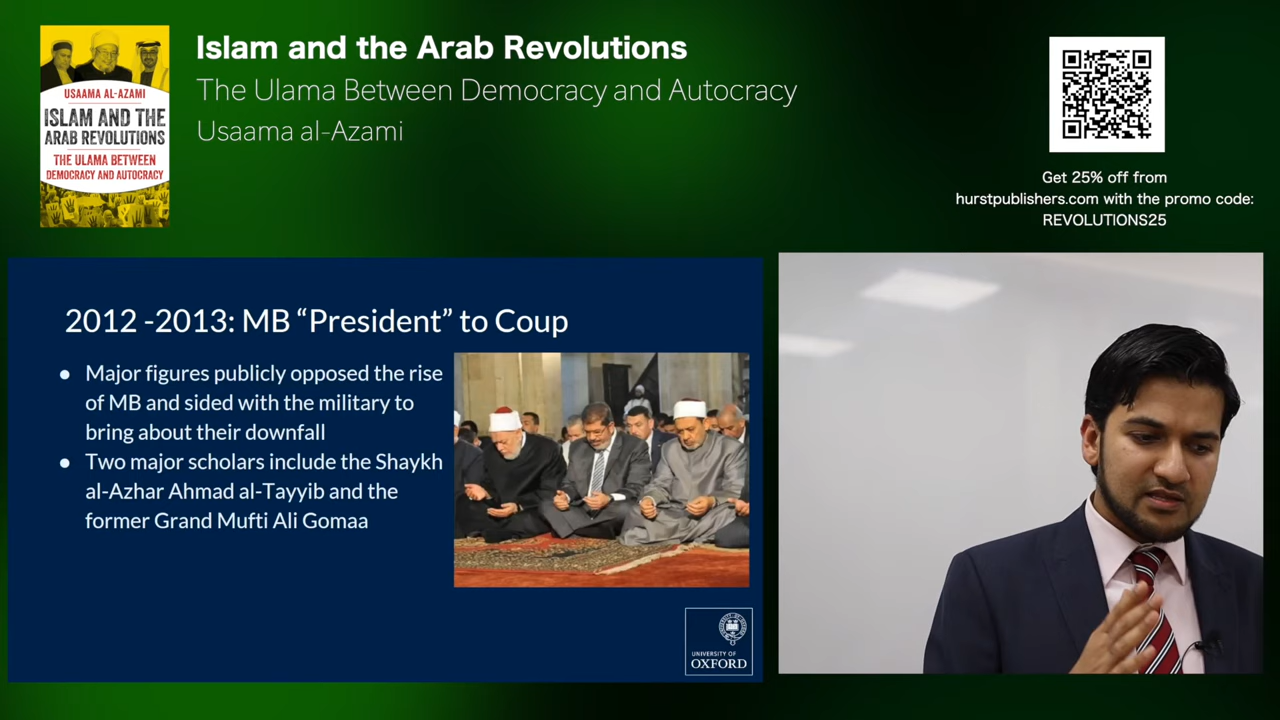 Islam and the Arab Revolutions
The Ulama Between Democracy and Autocracy
Usaama al-Azami
USAAMA AL-AZAMI
ISLAM AND THE
ARAB REVOLUTIONS
THE ULAMA BETWEEN
DEMOCRACY AND AUTOCRACY
Get 25% off from
hurstpublishers.com with the promo code:
REVOLUTIONS25
2012 -2013: MB “President” to Coup
● Major figures publicly opposed the rise
of MB and sided with the military to
bring about their downfall
● Two major scholars include the Shaykh
al-Azhar Ahmad al-Tayyib and the
former Grand Mufti Ali Gomaa
UNIVERSITY OF
OXFORD